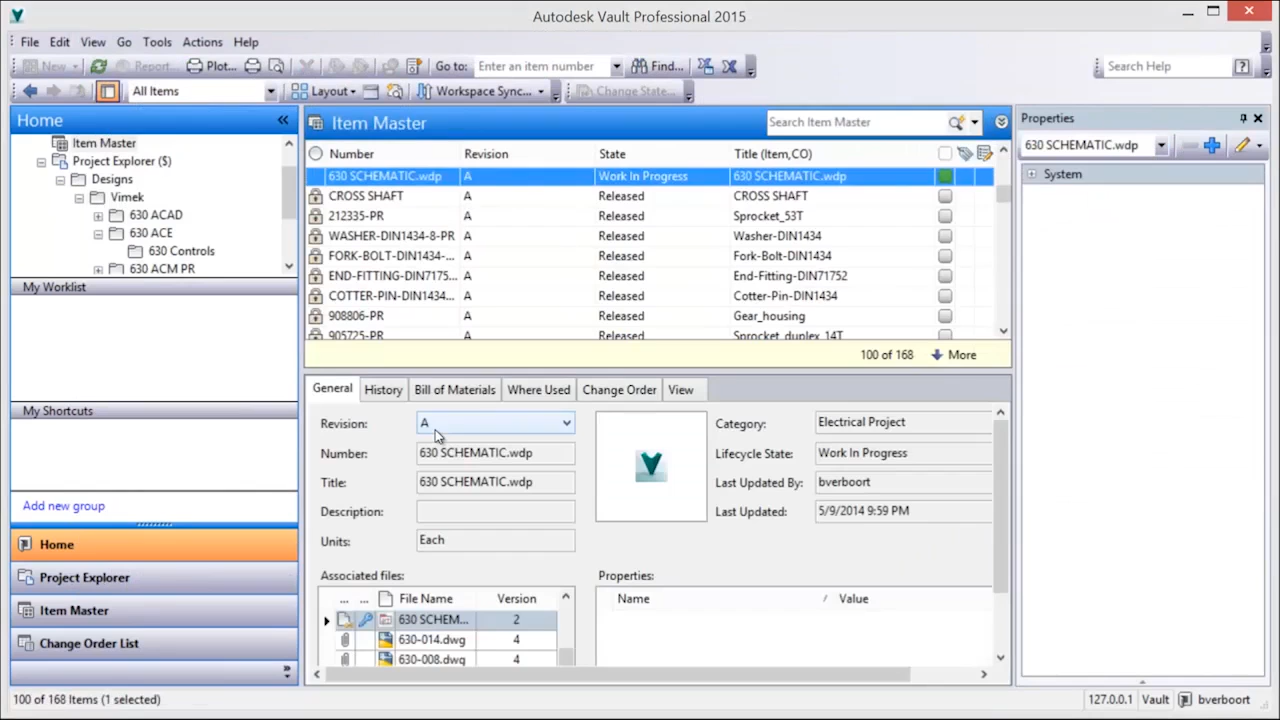 Autodesk Vault Professional 2015
File Edit View Go Tools Actions Help
New Report... Plot... Go to: Enter an item number Find... Search Help
All Items Layout Workspace Sync... Change State...
Home
Item Master
Project Explorer ($)
Designs
Vimek
630 ACAD
630 ACE
630 Controls
630 ACM PR
My Worklist
My Shortcuts
Add new group
Home
Project Explorer
Item Master
Change Order List
Item Master Search Item Master
Number Revision State Title (Item,CO)
630 SCHEMATIC.wdp A Work In Progress 630 SCHEMATIC.wdp
CROSS SHAFT A Released CROSS SHAFT
212335-PR A Released Sprocket_53T
WASHER-DIN1434-8-PR A Released Washer-DIN1434
FORK-BOLT-DIN1434-... A Released Fork-Bolt-DIN1434
END-FITTING-DIN7175... A Released End-Fitting-DIN71752
COTTER-PIN-DIN1434... A Released Cotter-Pin-DIN1434
908806-PR A Released Gear_housing
905725-PR A Released Sprocket_duplex_14T
100 of 168 More
General History Bill of Materials Where Used Change Order View
Revision: A Category: Electrical Project
Number: 630 SCHEMATIC.wdp Lifecycle State: Work In Progress
Title: 630 SCHEMATIC.wdp Last Updated By: bverboort
Description: Last Updated: 5/9/2014 9:59 PM
Units: Each
Associated files: Properties:
... ... File Name Version Name / Value
630 SCHEM... 2
630-014.dwg 4
630-008.dwg 4
Properties
630 SCHEMATIC.wdp
System
100 of 168 Items (1 selected) 127.0.0.1 Vault bverboort